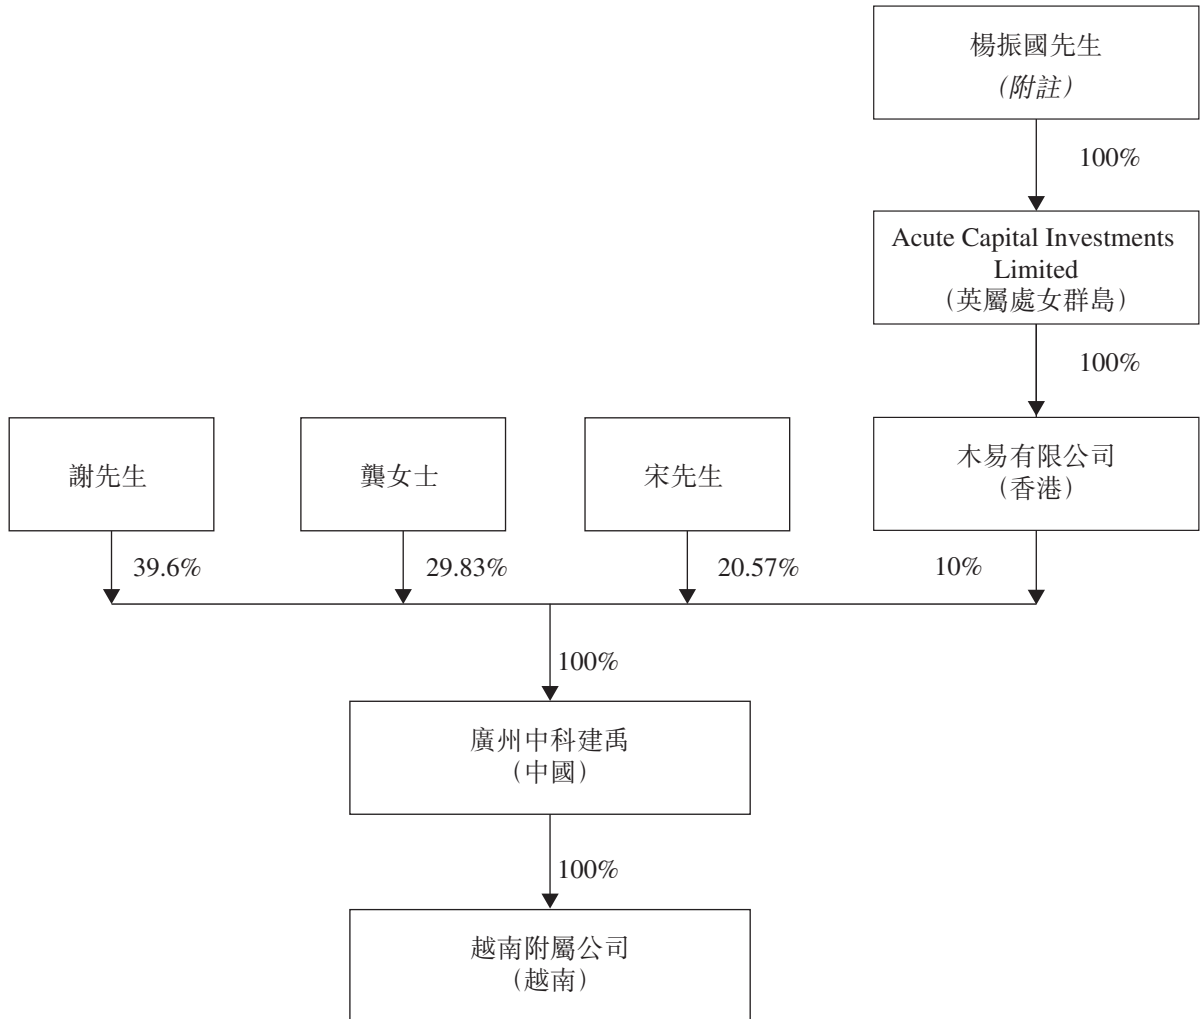 楊振國先生
（附註）
100%
Acute Capital Investments
Limited
（英屬處女群島）
100%
謝先生
龔女士
宋先生
木易有限公司
（香港）
39.6%
29.83%
20.57%
10%
100%
廣州中科建禹
（中國）
100%
越南附屬公司
（越南）